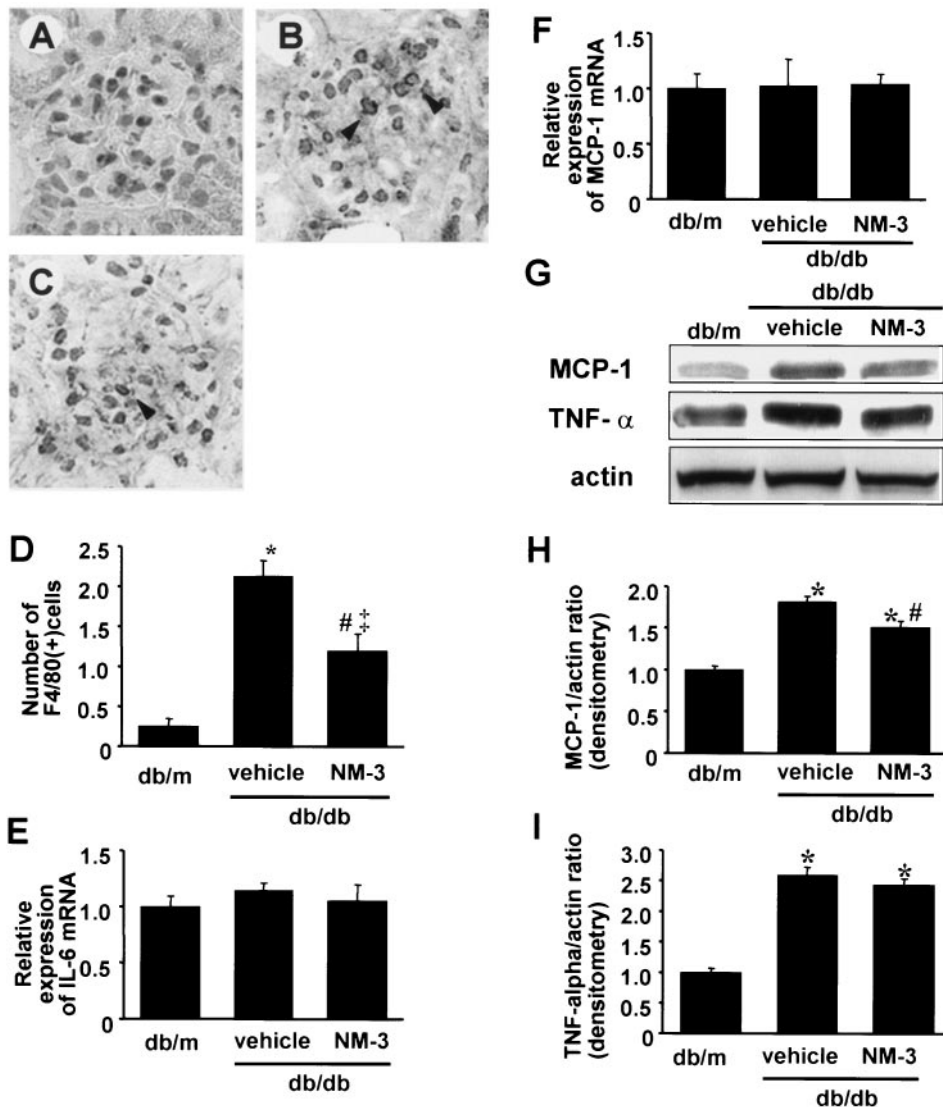 A
B
C
D
Number of
F4/80(+)cells
2.5
2.0
1.5
1.0
0.5
0
*
# ‡
db/m
vehicle
NM-3
db/db
E
Relative
expression
of IL-6 mRNA
1.5
1.0
0.5
0
db/m
vehicle
NM-3
db/db
F
Relative
expression
of MCP-1 mRNA
1.5
1.0
0.5
0
db/m
vehicle
NM-3
db/db
G
db/db
db/m
vehicle
NM-3
MCP-1
TNF- α
actin
H
MCP-1/actin ratio
(densitometry)
2.0
1.5
1.0
0.5
0
*
* #
db/m
vehicle
NM-3
db/db
I
TNF-alpha/actin ratio
(densitometry)
3.0
2.5
1.5
1.0
0.5
0
*
*
db/m
vehicle
NM-3
db/db